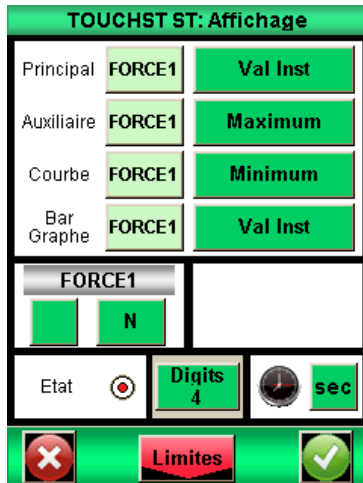 TOUCHST ST: Affichage
Principal FORCE1 Val Inst
Auxiliaire FORCE1 Maximum
Courbe FORCE1 Minimum
Bar
Graphe FORCE1 Val Inst
FORCE1
N
Etat Digits
4 sec
Limites